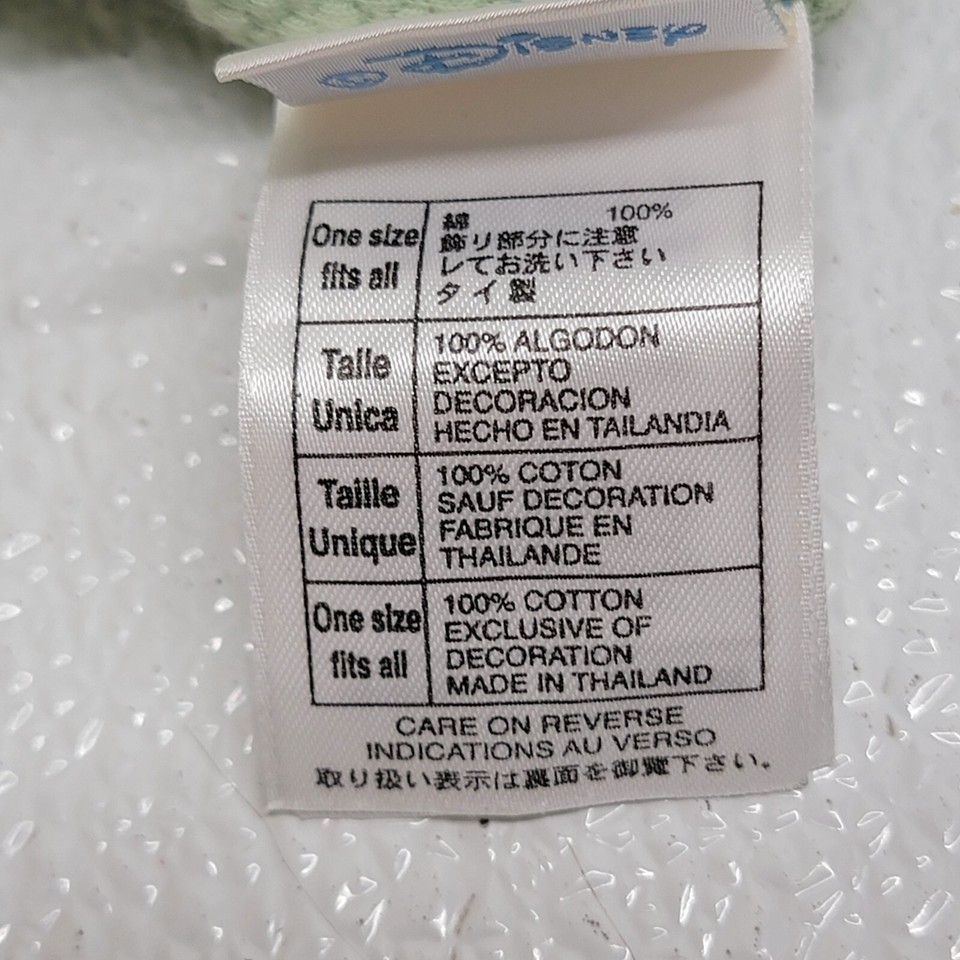 © Disney
One size
fits all
綿 100%
飾り部分に注意
レてお洗い下さい
タイ製
Talle
Unica
100% ALGODON
EXCEPTO
DECORACION
HECHO EN TAILANDIA
Taille
Unique
100% COTON
SAUF DECORATION
FABRIQUE EN
THAILANDE
One size
fits all
100% COTTON
EXCLUSIVE OF
DECORATION
MADE IN THAILAND
CARE ON REVERSE
INDICATIONS AU VERSO
取り扱い表示は裏面を御覽下さい。